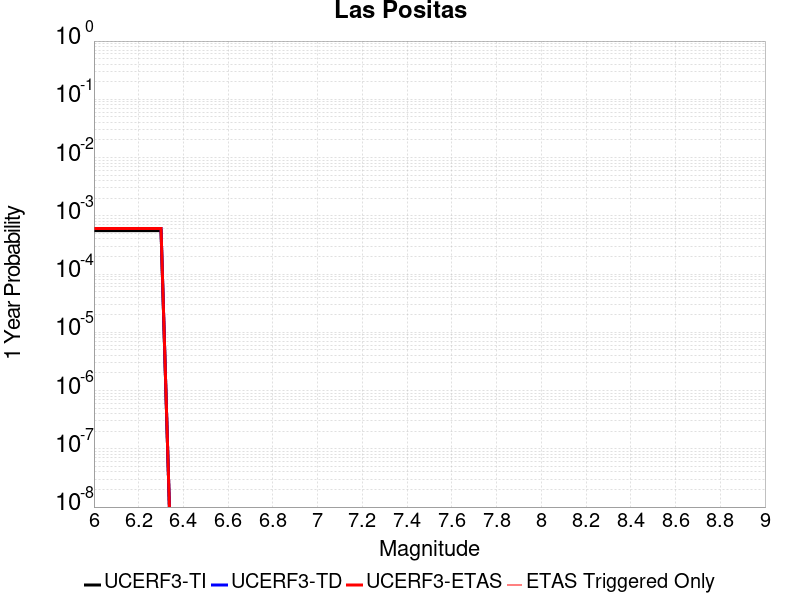 Las Positas
10^0
10^-1
10^-2
10^-3
10^-4
10^-5
10^-6
10^-7
10^-8
1 Year Probability
6 6.2 6.4 6.6 6.8 7 7.2 7.4 7.6 7.8 8 8.2 8.4 8.6 8.8 9
Magnitude
UCERF3-TI UCERF3-TD UCERF3-ETAS ETAS Triggered Only